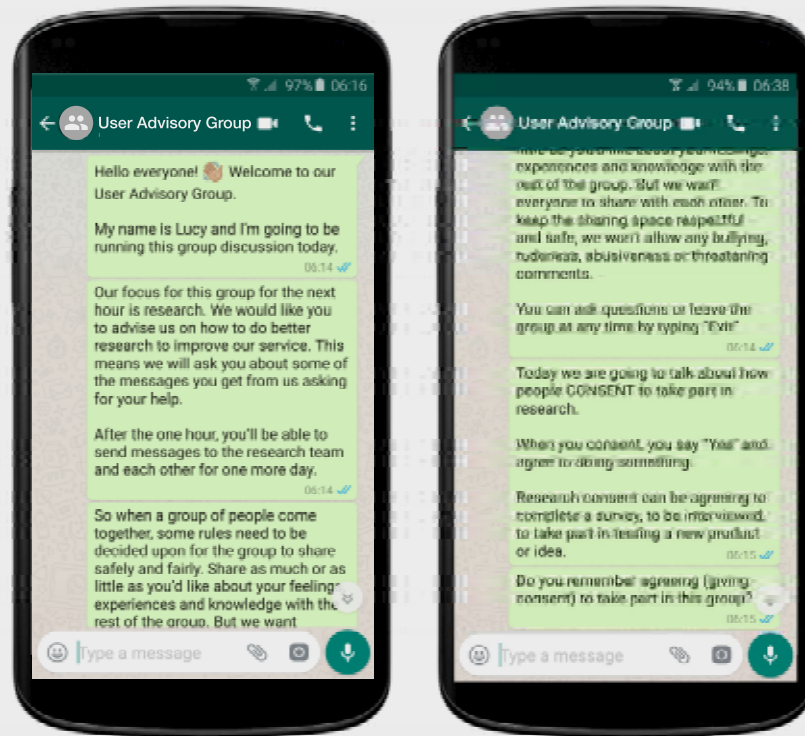 97% 06:16
User Advisory Group
Hello everyone! 👋 Welcome to our
User Advisory Group.
My name is Lucy and I'm going to be
running this group discussion today.
06:14
Our focus for this group for the next
hour is research. We would like you
to advise us on how to do better
research to improve our service. This
means we will ask you about some of
the messages you get from us asking
for your help.
After the one hour, you'll be able to
send messages to the research team
and each other for one more day.
06:14
So when a group of people come
together, some rules need to be
decided upon for the group to share
safely and fairly. Share as much or as
little as you'd like about your feelings,
experiences and knowledge with the
rest of the group. But we want
Type a message
94% 06:38
User Advisory Group
little as you'd like about your feelings,
experiences and knowledge with the
rest of the group. But we want
everyone to share with each other. To
keep the sharing space respectful
and safe, we won't allow any bullying,
rudeness, abusiveness or threatening
comments.
You can ask questions or leave the
group at any time by typing "Exit"
06:14
Today we are going to talk about how
people CONSENT to take part in
research.
When you consent, you say "Yes" and
agree to doing something.
Research consent can be agreeing to
complete a survey, to be interviewed,
to take part in testing a new product
or idea.
06:15
Do you remember agreeing (giving
consent) to take part in this group?
06:15
Type a message